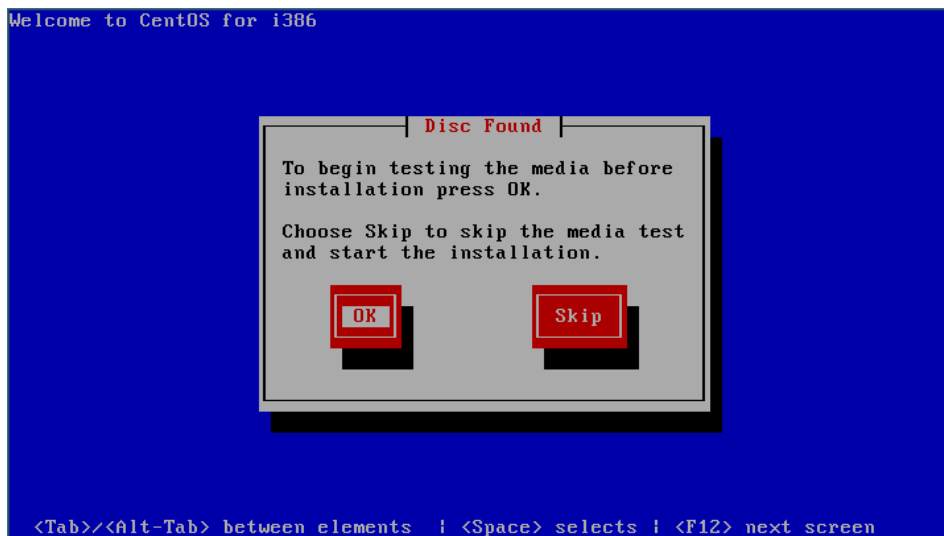 Welcome to CentOS for i386
Disc Found
To begin testing the media before
installation press OK.
Choose Skip to skip the media test
and start the installation.
OK
Skip
<Tab>/<Alt-Tab> between elements | <Space> selects | <F12> next screen